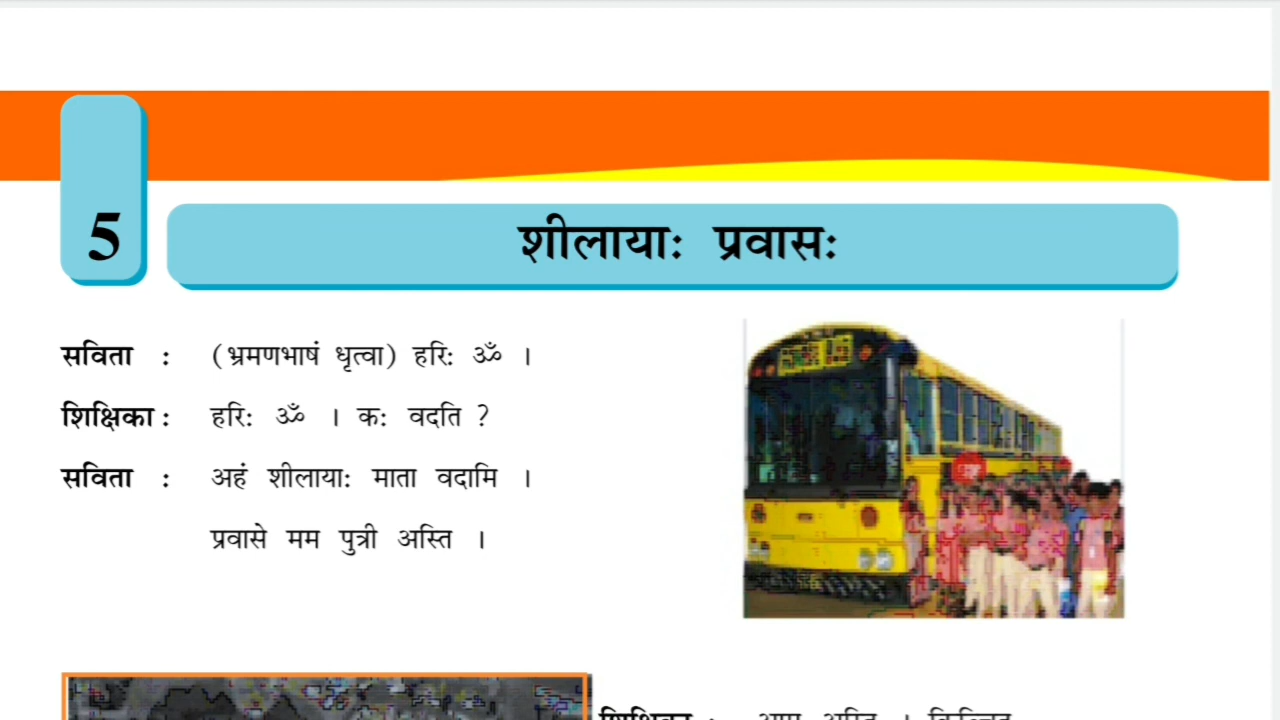 5
शीलायाः प्रवासः
सविता : (भ्रमणभाषं धृत्वा) हरिः ॐ ।
शिक्षिका : हरिः ॐ । कः वदति ?
सविता : अहं शीलायाः माता वदामि ।
प्रवासे मम पुत्री अस्ति ।